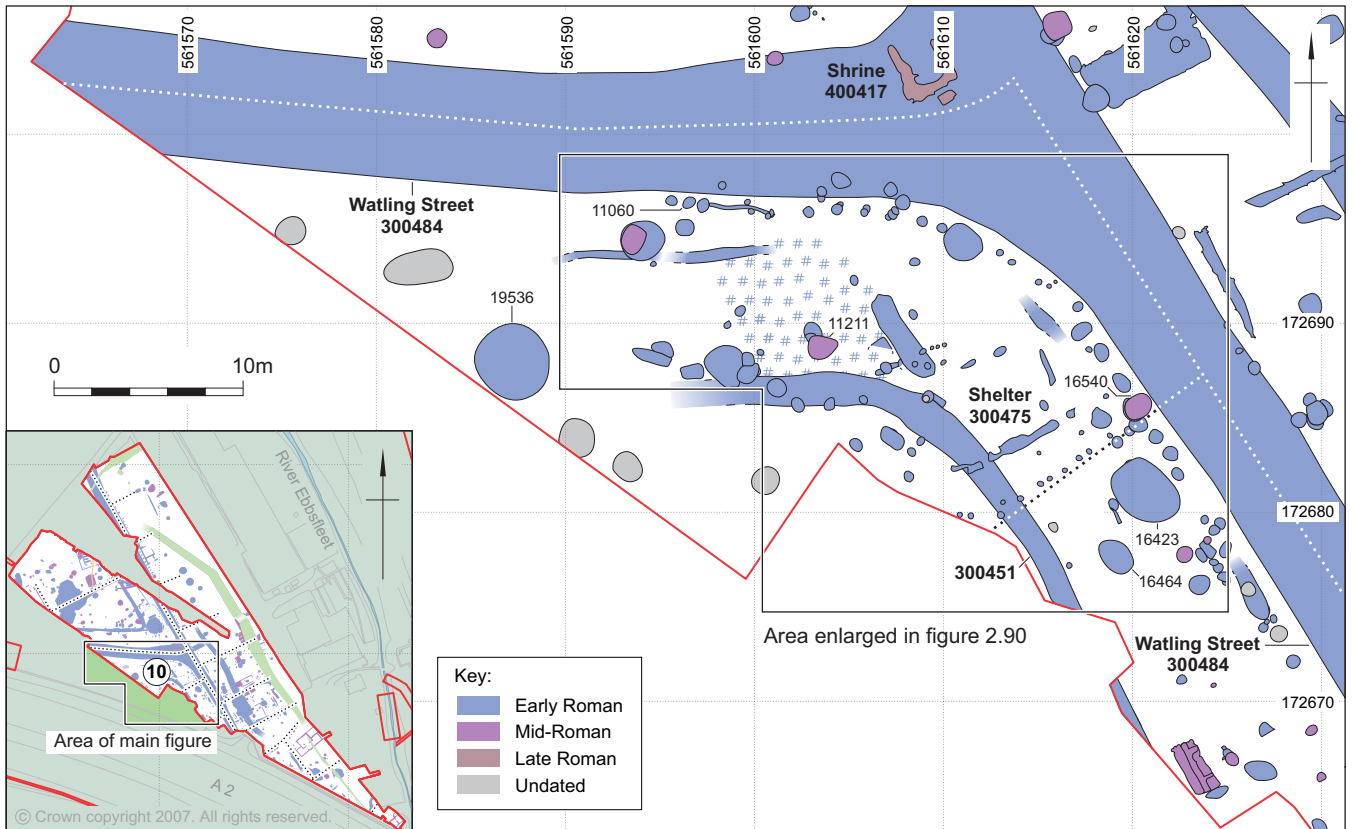 561570
561580
561590
561600
561610
561620
Shrine
400417
Watling Street
300484
11060
19536
11211
172690
0
10m
Shelter
300475
16540
172680
16423
300451
16464
Area enlarged in figure 2.90
Watling Street
300484
172670
River Ebbsfleet
10
Area of main figure
A 2
© Crown copyright 2007. All rights reserved.
Key:
Early Roman
Mid-Roman
Late Roman
Undated